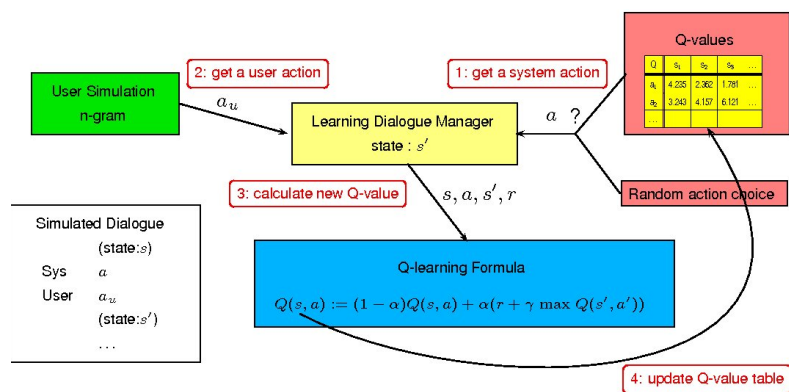 2: get a user action
1: get a system action
Q-values
Q s₁ s₂ s₃ ...
a₁ 4.235 2.362 1.781 ...
a₂ 3.243 4.157 6.121 ...
...
User Simulation
n-gram
aᵤ
Learning Dialogue Manager
state : s′
a ?
Random action choice
3: calculate new Q-value
s, a, s′, r
Simulated Dialogue
(state:s)
Sys a
User aᵤ
(state:s′)
...
Q-learning Formula
Q(s, a) := (1 − α)Q(s, a) + α(r + γ max Q(s′, a′))
4: update Q-value table